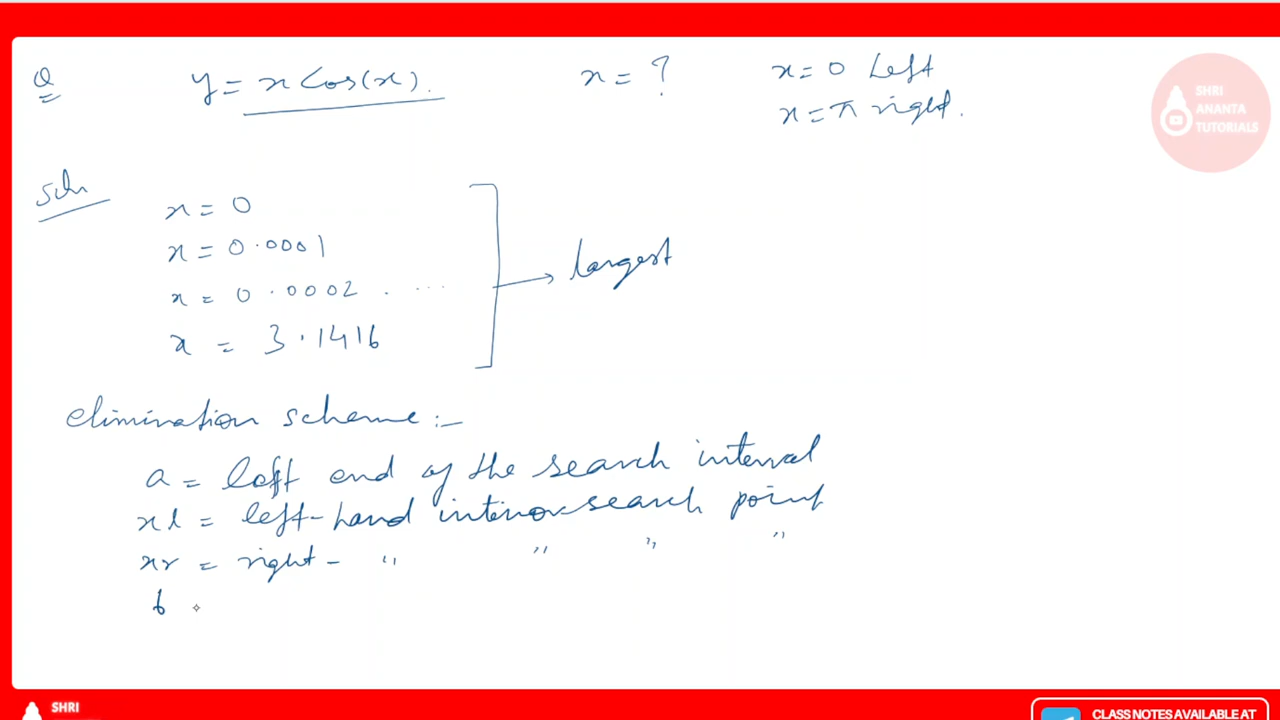 Q y = x Cos(x). x = ? x = 0 Left
x = π right.
SHRI
ANANTA
TUTORIALS
Soln
x = 0
x = 0.0001
x = 0.0002 . ...
x = 3.1416
largest
elimination scheme :-
a = left end of the search interval
xl = left-hand interior search point
xr = right - " " " "
b
SHRI
CLASS NOTES AVAILABLE AT